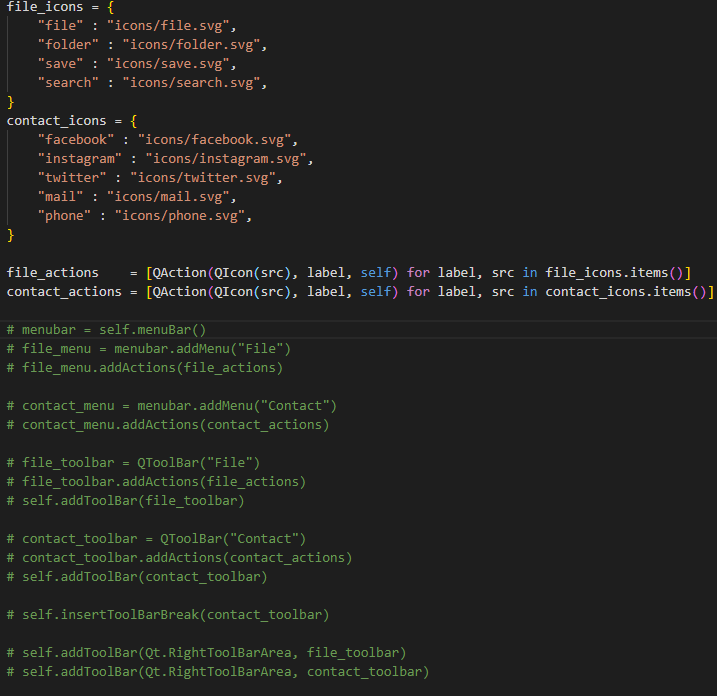 file_icons = {
    "file" : "icons/file.svg",
    "folder" : "icons/folder.svg",
    "save" : "icons/save.svg",
    "search" : "icons/search.svg",
}
contact_icons = {
    "facebook" : "icons/facebook.svg",
    "instagram" : "icons/instagram.svg",
    "twitter" : "icons/twitter.svg",
    "mail" : "icons/mail.svg",
    "phone" : "icons/phone.svg",
}

file_actions    = [QAction(QIcon(src), label, self) for label, src in file_icons.items()]
contact_actions = [QAction(QIcon(src), label, self) for label, src in contact_icons.items()]

# menubar = self.menuBar()
# file_menu = menubar.addMenu("File")
# file_menu.addActions(file_actions)

# contact_menu = menubar.addMenu("Contact")
# contact_menu.addActions(contact_actions)

# file_toolbar = QToolBar("File")
# file_toolbar.addActions(file_actions)
# self.addToolBar(file_toolbar)

# contact_toolbar = QToolBar("Contact")
# contact_toolbar.addActions(contact_actions)
# self.addToolBar(contact_toolbar)

# self.insertToolBarBreak(contact_toolbar)

# self.addToolBar(Qt.RightToolBarArea, file_toolbar)
# self.addToolBar(Qt.RightToolBarArea, contact_toolbar)